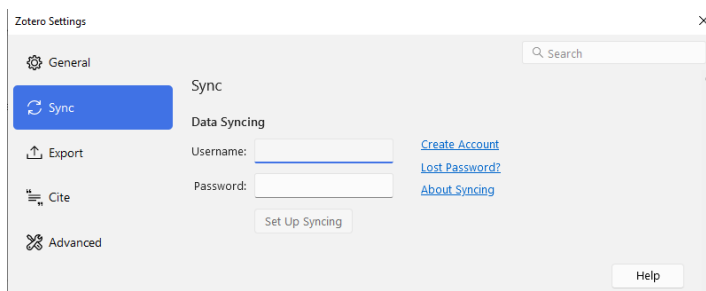 Zotero Settings
General
Sync
Export
Cite
Advanced
Search
Sync
Data Syncing
Username:
Create Account
Lost Password?
Password:
About Syncing
Set Up Syncing
Help